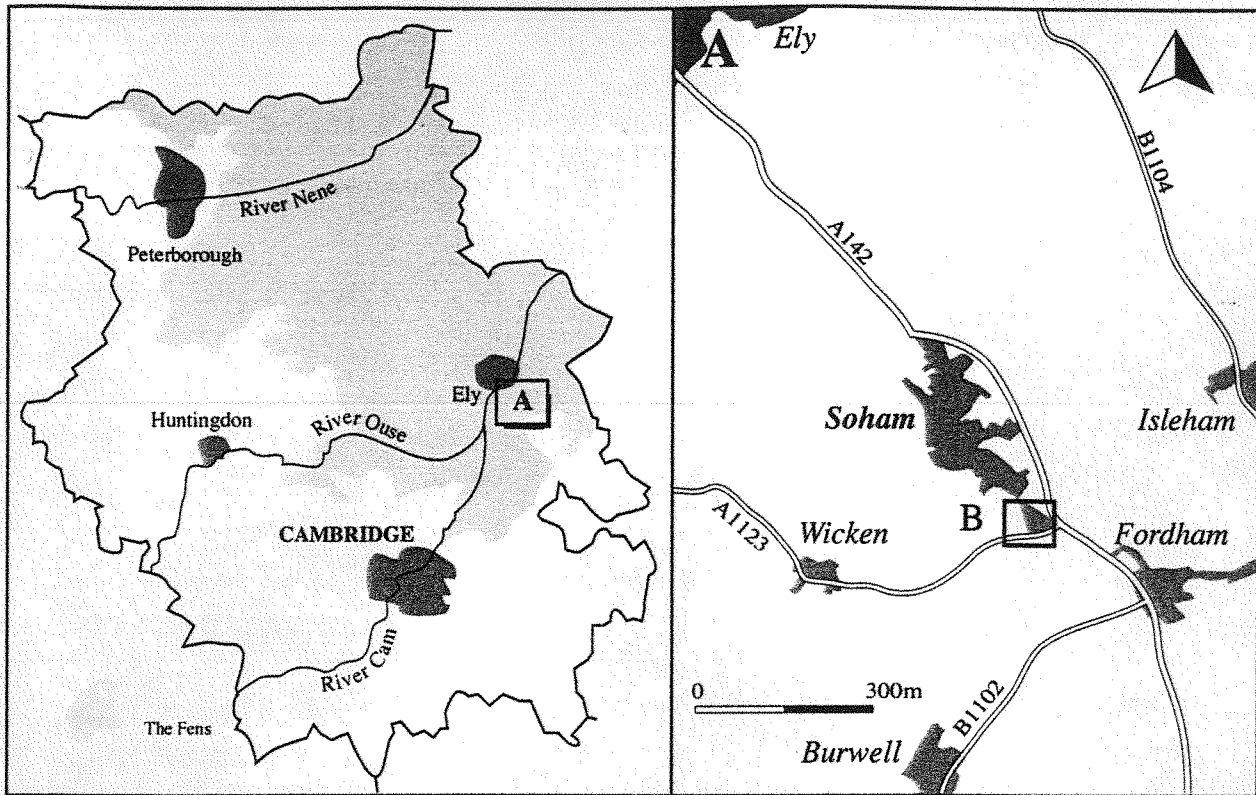 River Nene
Peterborough
Ely
A
Huntingdon
River Ouse
CAMBRIDGE
River Cam
The Fens
A
Ely
B1104
A142
Soham
Isleham
A1123
Wicken
B
Fordham
0 300m
B1102
Burwell